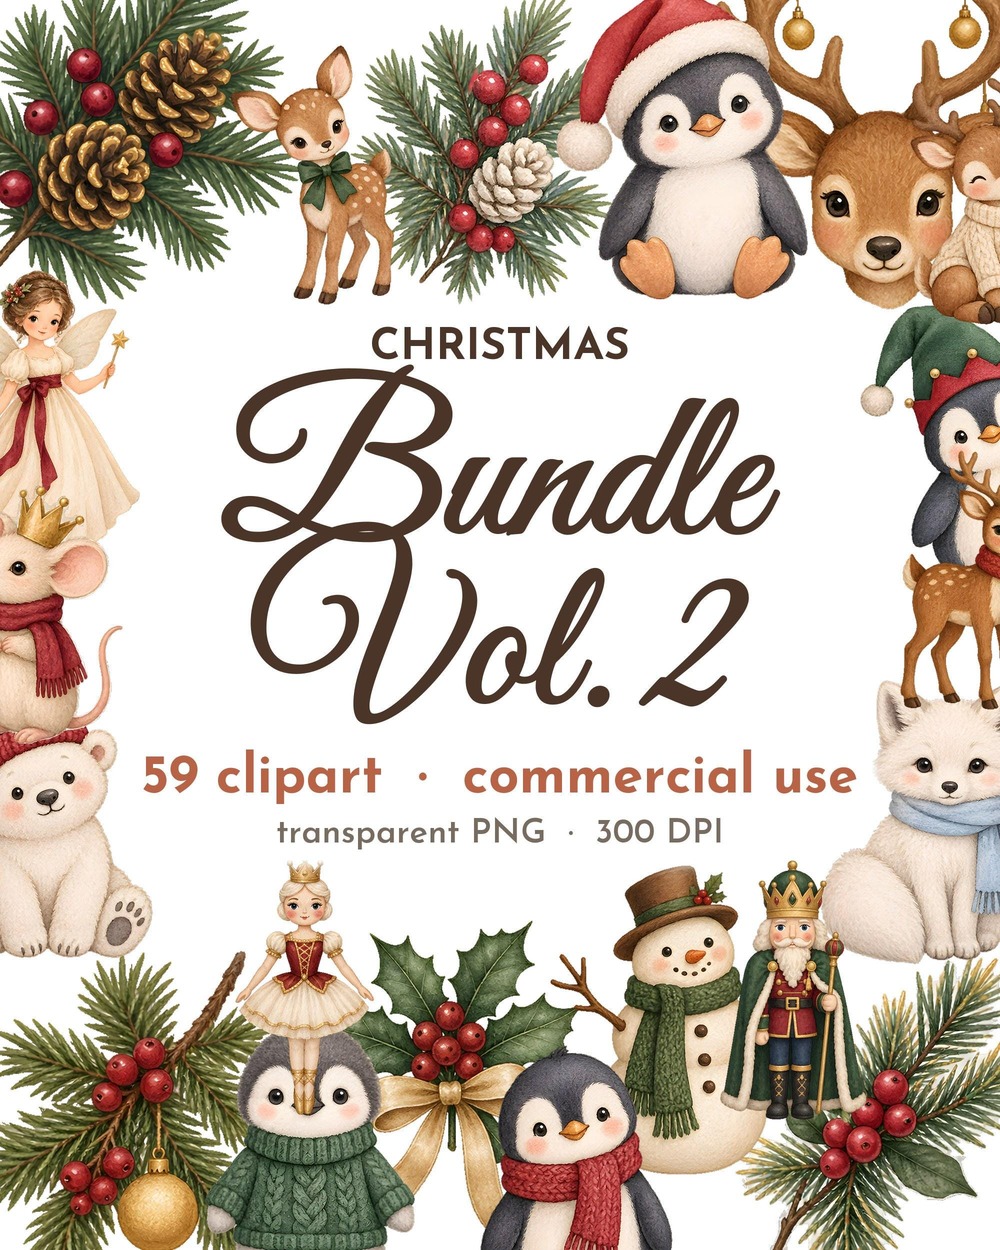 CHRISTMAS
Bundle
Vol. 2
59 clipart · commercial use
transparent PNG · 300 DPI